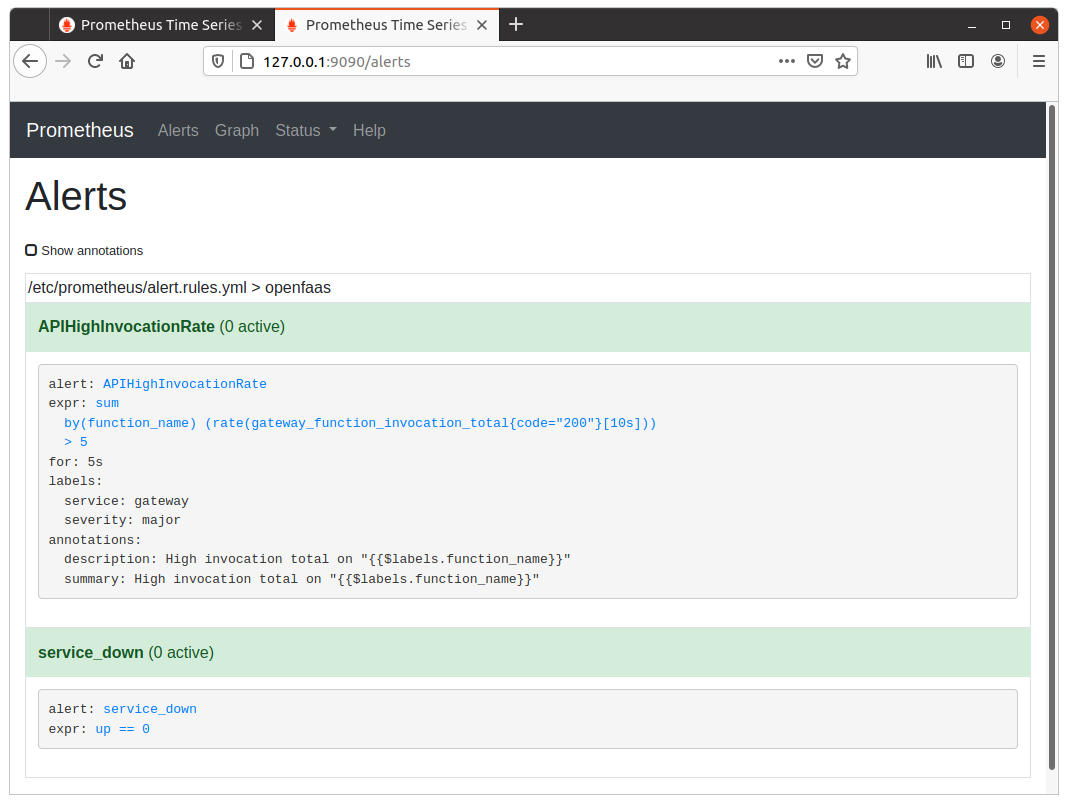 Prometheus Time Series
Prometheus Time Series
127.0.0.1:9090/alerts
Prometheus Alerts Graph Status Help
Alerts
Show annotations
/etc/prometheus/alert.rules.yml > openfaas
APIHighInvocationRate (0 active)
alert: APIHighInvocationRate
expr: sum
  by(function_name) (rate(gateway_function_invocation_total{code="200"}[10s]))
  > 5
for: 5s
labels:
  service: gateway
  severity: major
annotations:
  description: High invocation total on "{{$labels.function_name}}"
  summary: High invocation total on "{{$labels.function_name}}"
service_down (0 active)
alert: service_down
expr: up == 0